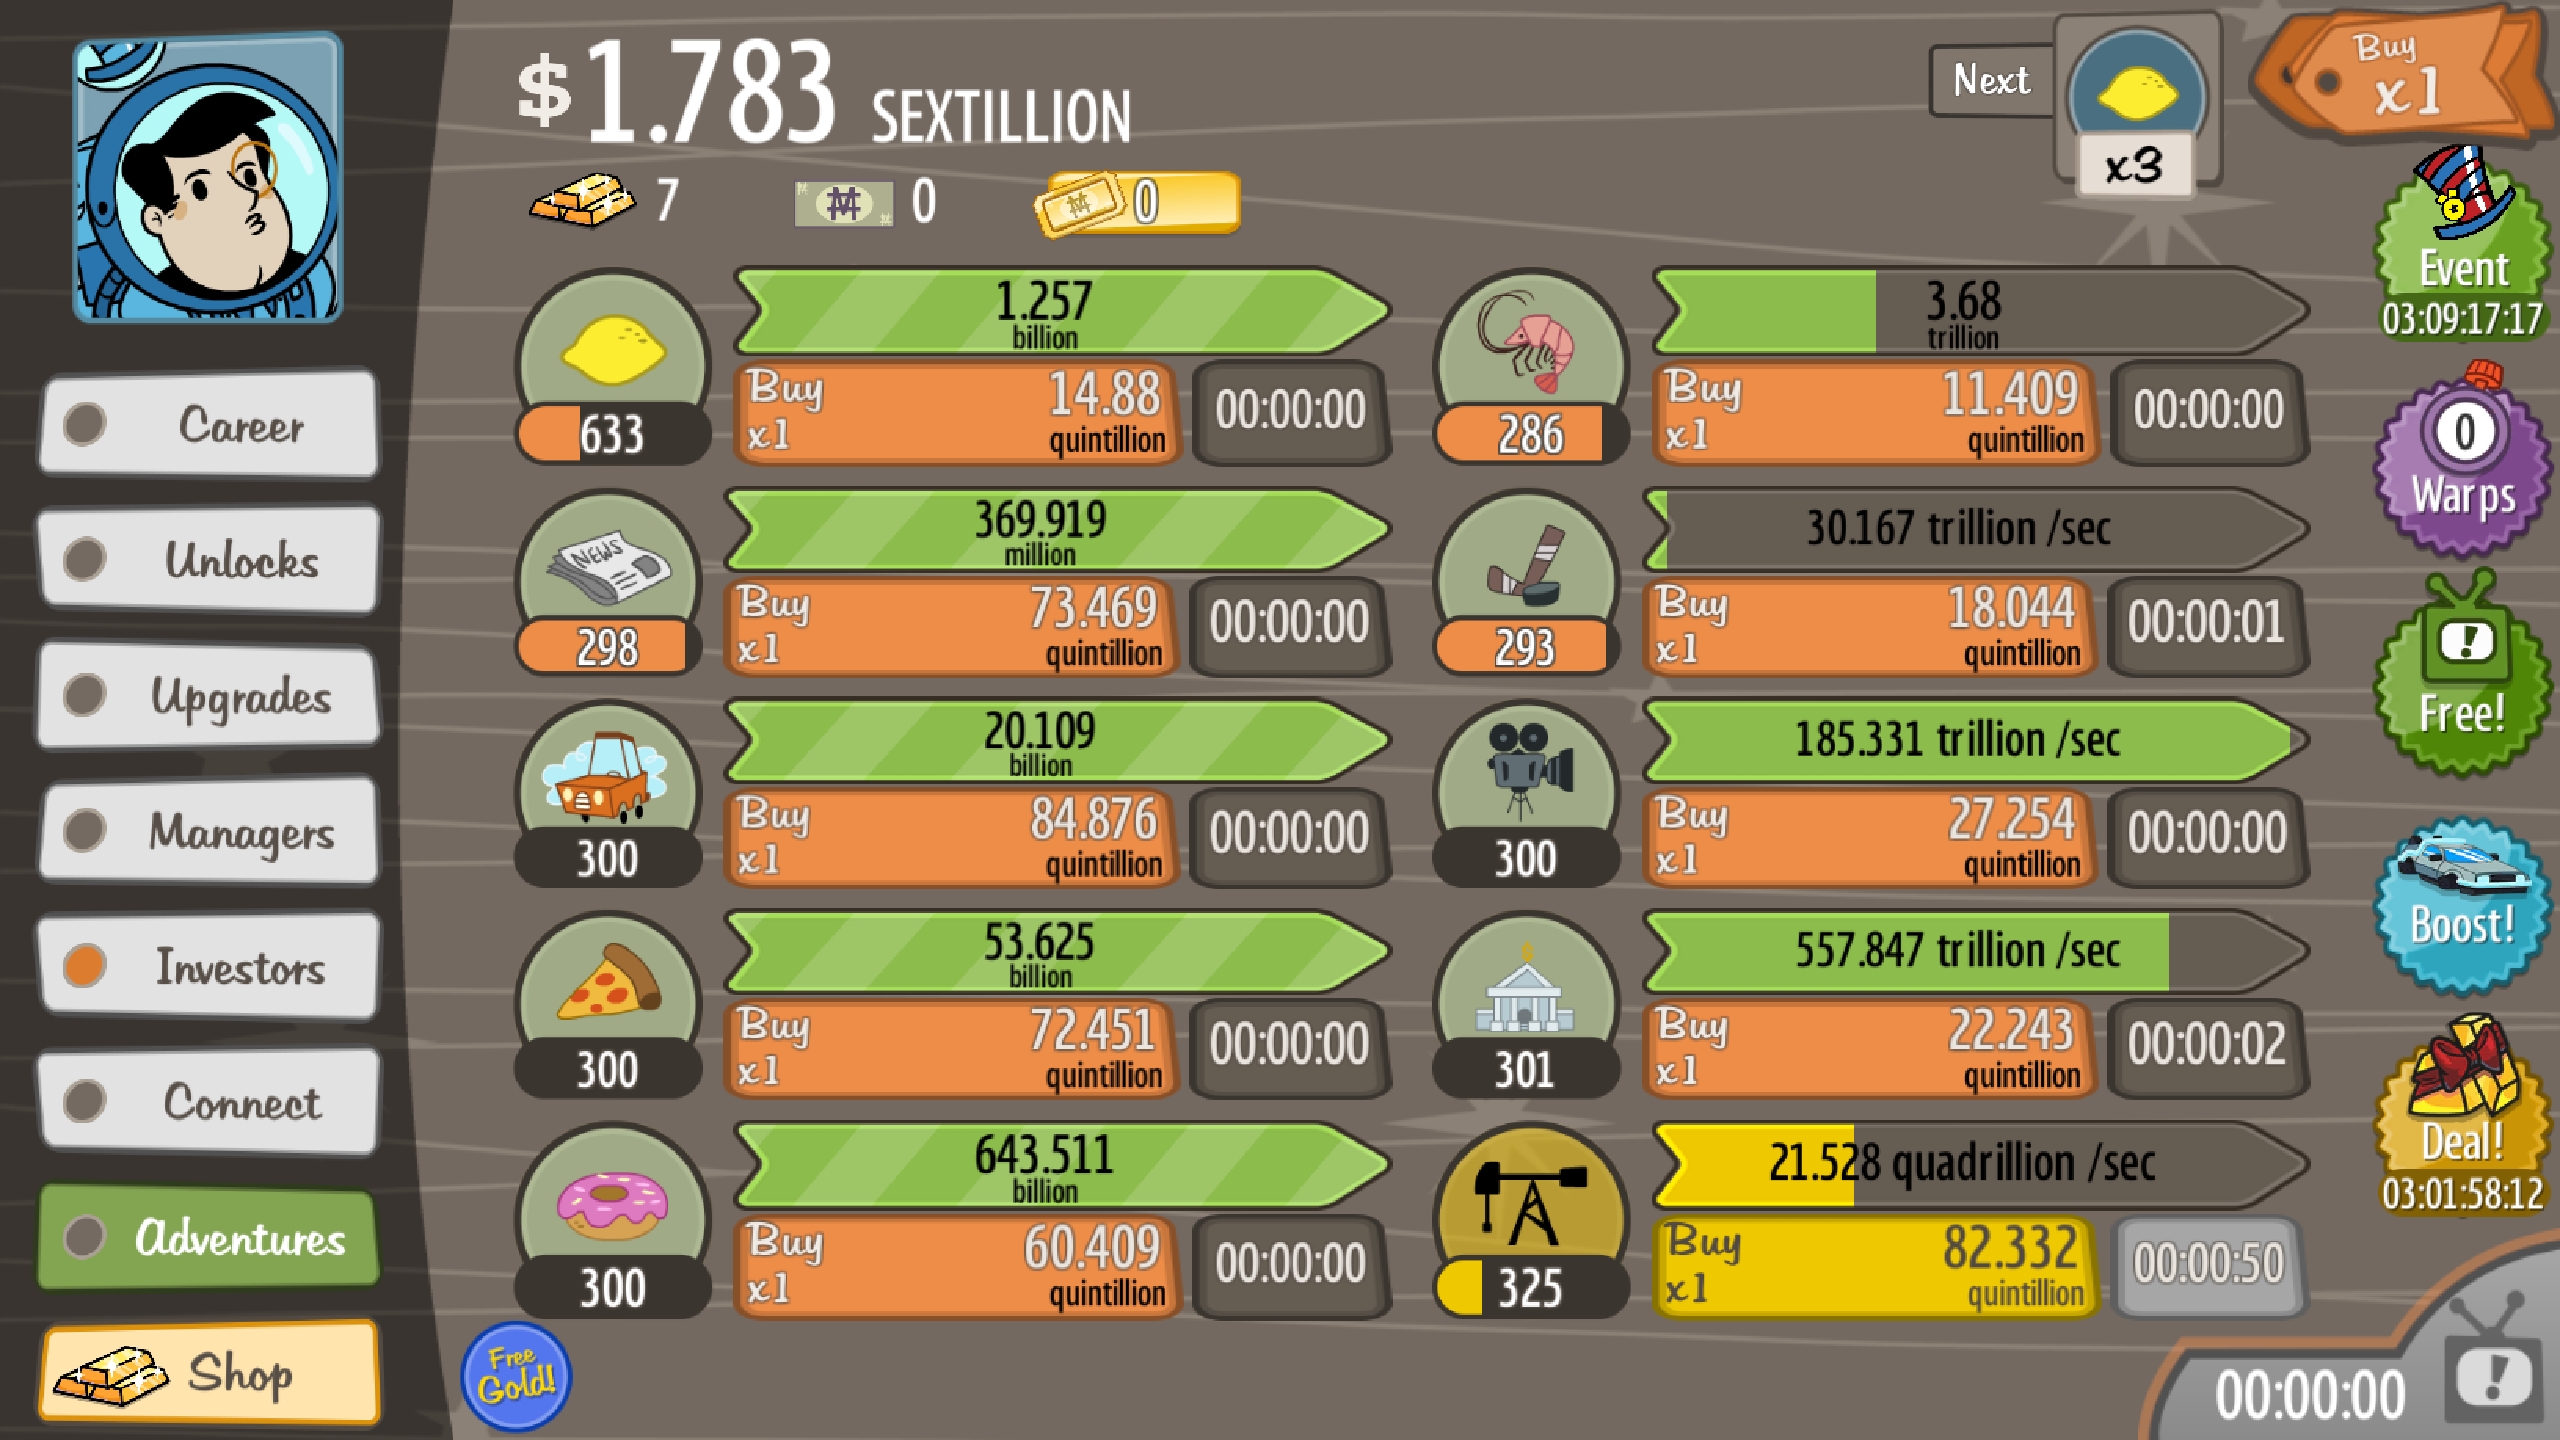 $1.783 SEXTILLION
7
0
0
Next
x3
Buy
x1
Career
Unlocks
Upgrades
Managers
Investors
Connect
Adventures
Shop
1.257
billion
633
Buy
x1
14.88
quintillion
00:00:00
NEWS
369.919
million
298
Buy
x1
73.469
quintillion
00:00:00
20.109
billion
300
Buy
x1
84.876
quintillion
00:00:00
53.625
billion
300
Buy
x1
72.451
quintillion
00:00:00
643.511
billion
300
Buy
x1
60.409
quintillion
00:00:00
3.68
trillion
286
Buy
x1
11.409
quintillion
00:00:00
30.167 trillion /sec
293
Buy
x1
18.044
quintillion
00:00:01
185.331 trillion /sec
300
Buy
x1
27.254
quintillion
00:00:00
557.847 trillion /sec
301
Buy
x1
22.243
quintillion
00:00:02
21.528 quadrillion /sec
325
Buy
x1
82.332
quintillion
00:00:50
Event
03:09:17:17
0
Warps
!
Free!
Boost!
Deal!
03:01:58:12
Free
Gold!
00:00:00
!